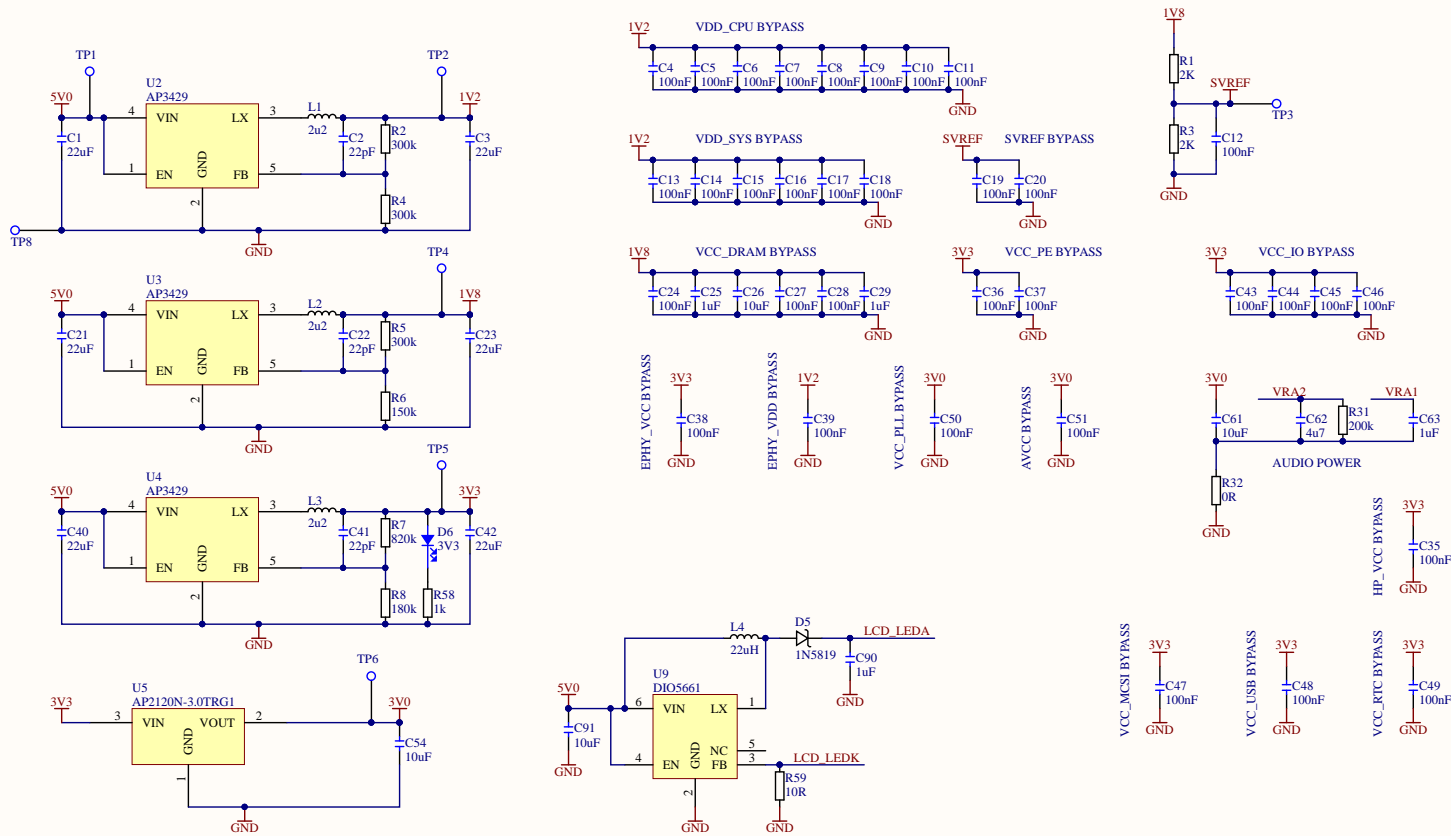 TP1
TP2
U2
AP3429
5V0
4
VIN
LX
3
L1
2u2
1V2
C1
22uF
C2
22pF
R2
300k
C3
22uF
1
EN
GND
FB
5
2
R4
300k
TP8
GND
TP4
U3
AP3429
5V0
4
VIN
LX
3
L2
2u2
1V8
C21
22uF
C22
22pF
R5
300k
C23
22uF
1
EN
GND
FB
5
2
R6
150k
GND
TP5
U4
AP3429
5V0
4
VIN
LX
3
L3
2u2
3V3
C40
22uF
C41
22pF
R7
820k
D6
3V3
C42
22uF
1
EN
GND
FB
5
2
R8
180k
R58
1k
GND
TP6
U5
AP2120N-3.0TRG1
3V3
3
VIN
VOUT
2
3V0
GND
1
C54
10uF
GND
1V2
VDD_CPU BYPASS
C4
100nF
C5
100nF
C6
100nF
C7
100nF
C8
100nF
C9
100nF
C10
100nF
C11
100nF
GND
1V2
VDD_SYS BYPASS
C13
100nF
C14
100nF
C15
100nF
C16
100nF
C17
100nF
C18
100nF
GND
SVREF
SVREF BYPASS
C19
100nF
C20
100nF
GND
1V8
R1
2K
SVREF
TP3
R3
2K
C12
100nF
GND
1V8
VCC_DRAM BYPASS
C24
100nF
C25
1uF
C26
10uF
C27
100nF
C28
100nF
C29
1uF
GND
3V3
VCC_PE BYPASS
C36
100nF
C37
100nF
GND
3V3
VCC_IO BYPASS
C43
100nF
C44
100nF
C45
100nF
C46
100nF
GND
EPHY_VCC BYPASS
3V3
C38
100nF
GND
EPHY_VDD BYPASS
1V2
C39
100nF
GND
VCC_PLL BYPASS
3V0
C50
100nF
GND
AVCC BYPASS
3V0
C51
100nF
GND
3V0
VRA2
VRA1
C61
10uF
C62
4u7
R31
200k
C63
1uF
AUDIO POWER
R32
0R
GND
HP_VCC BYPASS
3V3
C35
100nF
GND
L4
22uH
D5
1N5819
LCD_LEDA
C90
1uF
GND
U9
DIO5661
5V0
6
VIN
LX
1
C91
10uF
GND
4
EN
GND
NC
5
FB
3
2
LCD_LEDK
R59
10R
GND
GND
VCC_MCSI BYPASS
3V3
C47
100nF
GND
VCC_USB BYPASS
3V3
C48
100nF
GND
VCC_RTC BYPASS
3V3
C49
100nF
GND